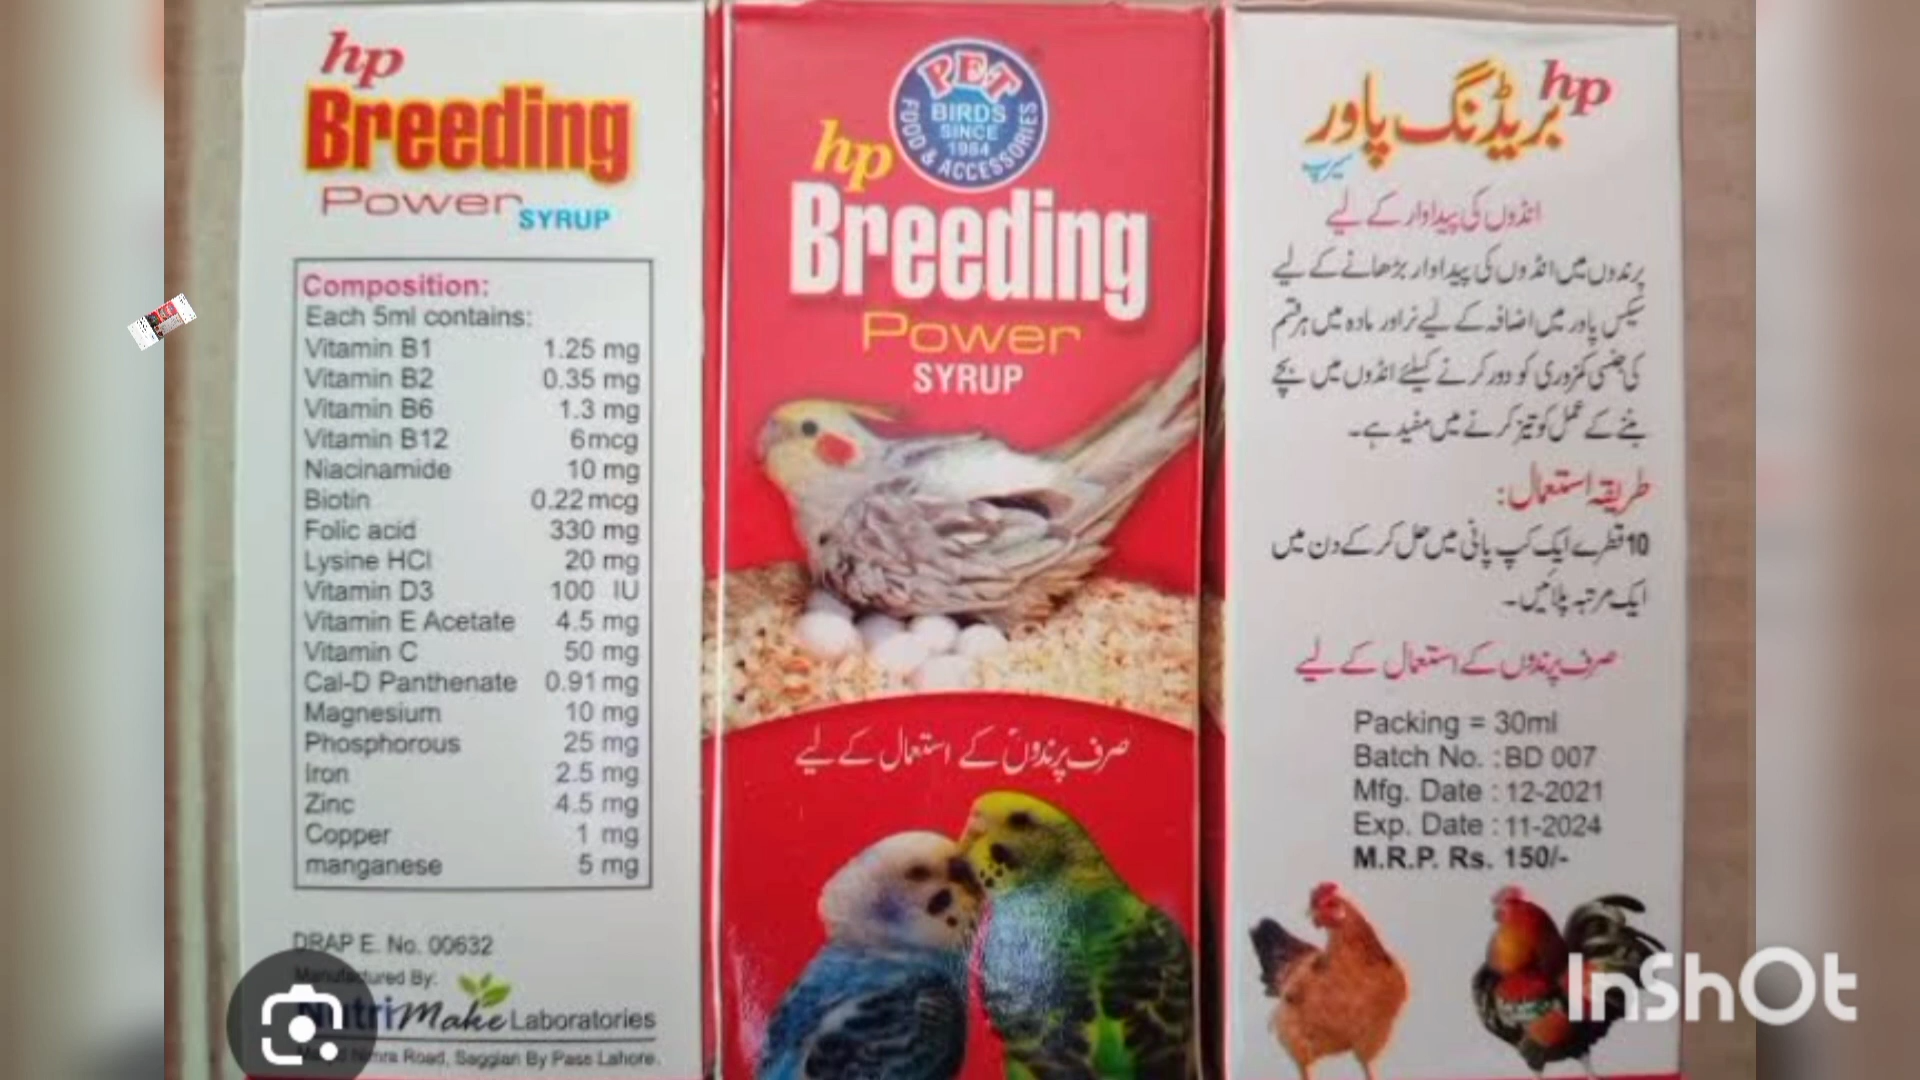 hp
Breeding
Power SYRUP
Composition:
Each 5ml contains:
Vitamin B1 1.25 mg
Vitamin B2 0.35 mg
Vitamin B6 1.3 mg
Vitamin B12 6mcg
Niacinamide 10 mg
Biotin 0.22mcg
Folic acid 330 mg
Lysine HCl 20 mg
Vitamin D3 100 IU
Vitamin E Acetate 4.5 mg
Vitamin C 50 mg
Cal-D Panthenate 0.91 mg
Magnesium 10 mg
Phosphorous 25 mg
Iron 2.5 mg
Zinc 4.5 mg
Copper 1 mg
manganese 5 mg
DRAP E. No. 00632
Manufactured By:
NutriMake Laboratories
Nimra Road, Saggian By Pass Lahore.
PET
BIRDS
SINCE
1984
FOOD & ACCESSORIES
hp
Breeding
Power
SYRUP
صرف پرندوں کے استعمال کے لیے
hp
بریڈنگ پاور
سیرپ
انڈوں کی پیداوار کے لیے
پرندوں میں انڈوں کی پیداوار بڑھانے کے لیے
سیکس پاور میں اضافہ کے لیے نر اور مادہ میں ہر قسم
کی جنسی کمزوری کو دور کرنے کیلئے انڈوں میں بچے
بننے کے عمل کو تیز کرنے میں مفید ہے۔
طریقہ استعمال:
10 قطرے ایک کپ پانی میں حل کر کے دن میں
ایک مرتبہ پلائیں۔
صرف پرندوں کے استعمال کے لیے
Packing = 30ml
Batch No. : BD 007
Mfg. Date : 12-2021
Exp. Date : 11-2024
M.R.P. Rs. 150/-
InShOt